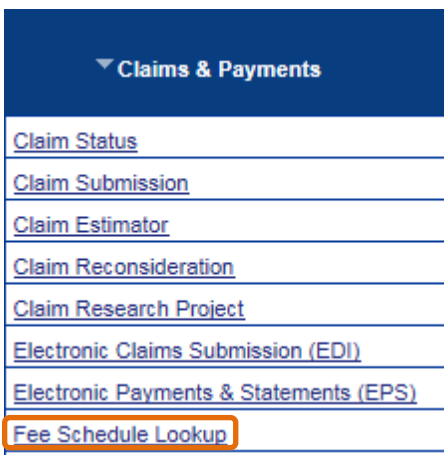 Claims & Payments
Claim Status
Claim Submission
Claim Estimator
Claim Reconsideration
Claim Research Project
Electronic Claims Submission (EDI)
Electronic Payments & Statements (EPS)
Fee Schedule Lookup